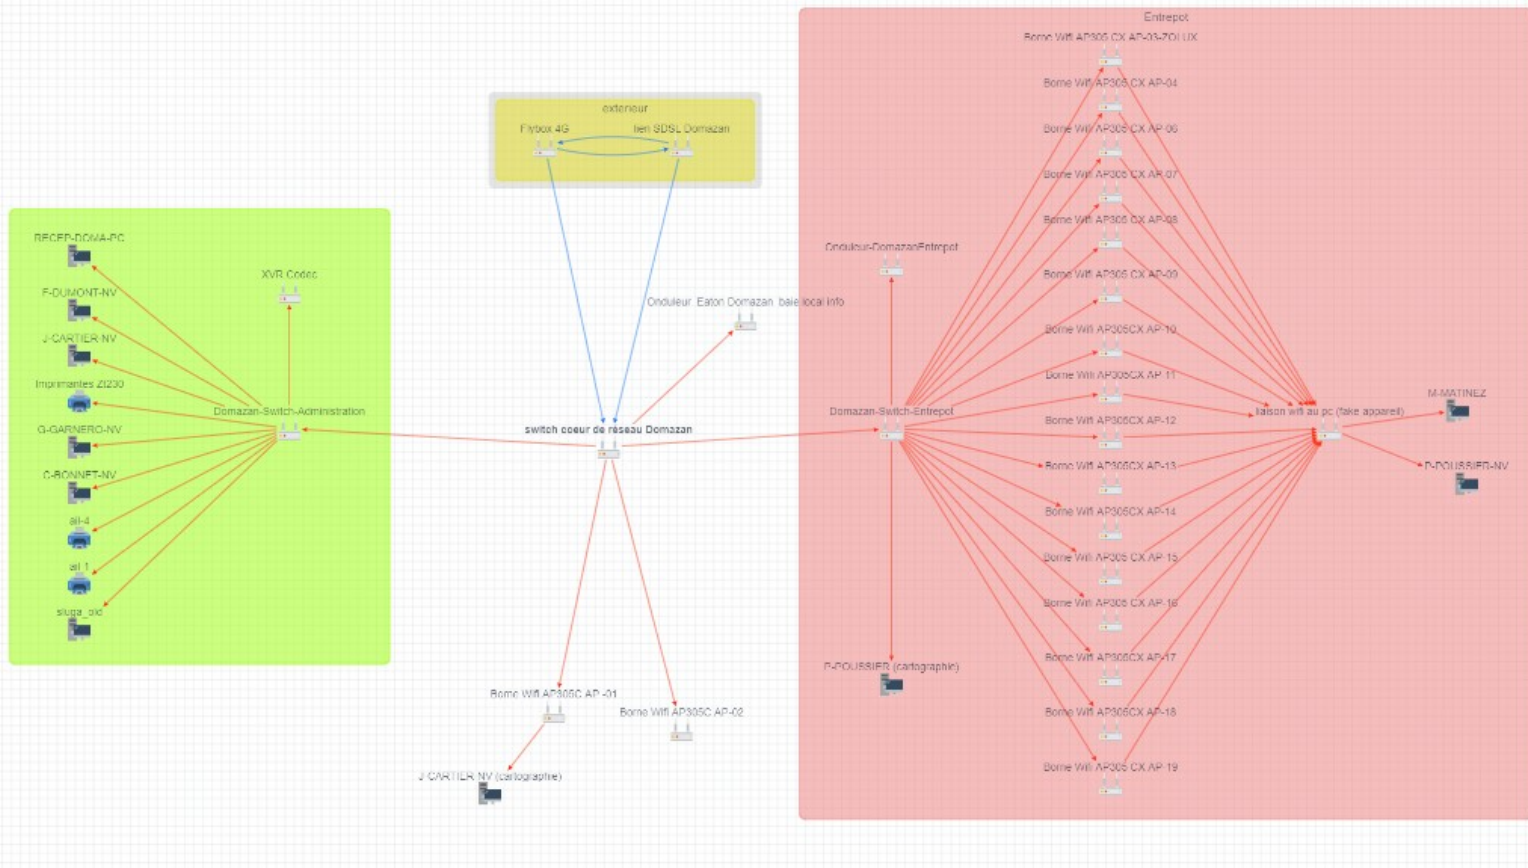 Entrepot
Borne Wifi AP305 CX AP-03-ZOLUX
Borne Wifi AP305 CX AP-04
Borne Wifi AP305 CX AP-06
Borne Wifi AP305 CX AP-07
Borne Wifi AP305 CX AP-08
Borne Wifi AP305 CX AP-09
Borne Wifi AP305CX AP-10
Borne Wifi AP305CX AP-11
Borne Wifi AP305 CX AP-12
Borne Wifi AP305CX AP-13
Borne Wifi AP305CX AP-14
Borne Wifi AP305 CX AP-15
Borne Wifi AP305 CX AP-16
Borne Wifi AP305CX AP-17
Borne Wifi AP305CX AP-18
Borne Wifi AP305 CX AP-19
Onduleur-DomazanEntrepot
Domazan-Switch-Entrepot
P-POUSSIER (cartographie)
liaison wifi au pc (fake appareil)
M-MATINEZ
P-POUSSIER-NV
exterieur
Flybox 4G
lien SDSL Domazan
Onduleur Eaton Domazan baie local info
switch coeur de réseau Domazan
Borne Wifi AP305C AP -01
Borne Wifi AP305C AP-02
J-CARTIER-NV (cartographie)
RECEP-DOMA-PC
F-DUMONT-NV
J-CARTIER-NV
Imprimantes Zt230
G-GARNERO-NV
C-BONNET-NV
ail-4
ail-1
sluga_old
XVR Codec
Domazan-Switch-Administration